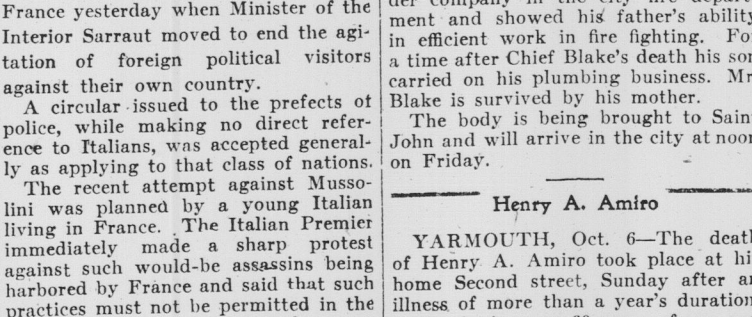 France yesterday when Minister of the
Interior Sarraut moved to end the agi-
tation of foreign political visitors
against their own country.
A circular issued to the prefects of
police, while making no direct refer-
ence to Italians, was accepted general-
ly as applying to that class of nations.
The recent attempt against Musso-
lini was planned by a young Italian
living in France. The Italian Premier
immediately made a sharp protest
against such would-be assassins being
harbored by France and said that such
practices must not be permitted in the
ment and showed his father's ability
in efficient work in fire fighting. Fo
a time after Chief Blake's death his so
carried on his plumbing business. Mr
Blake is survived by his mother.
The body is being brought to Sain
John and will arrive in the city at noo
on Friday.
Henry A. Amiro
YARMOUTH, Oct. 6—The deat
of Henry A. Amiro took place at hi
home Second street, Sunday after a
illness of more than a year's duration